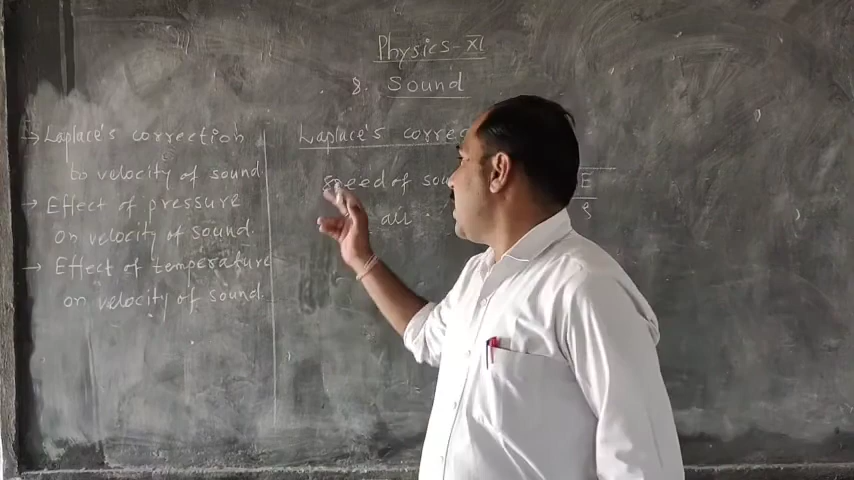 Physics-XI
8. Sound
→ Laplace's correction
to velocity of sound
→ Effect of pressure
on velocity of sound.
→ Effect of temperature
on velocity of sound.
Laplace's correc
speed of sou
air
E
ρ